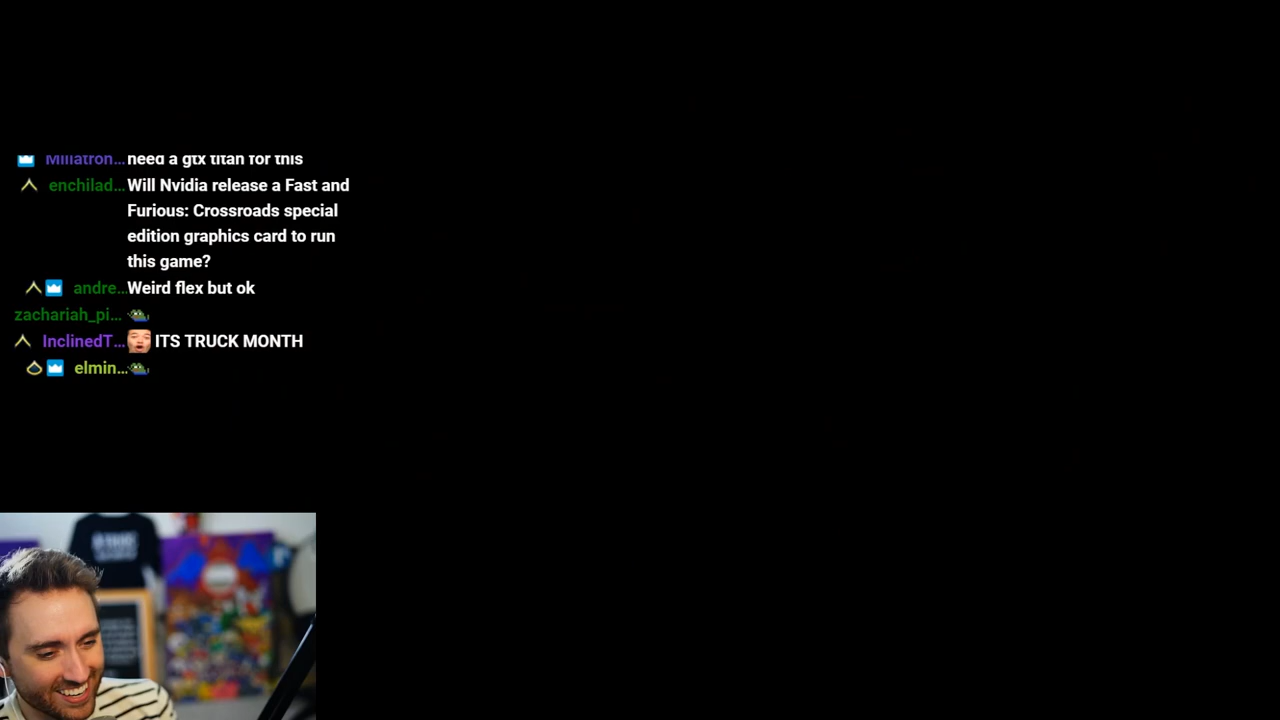 Millatron… need a gtx titan for this
enchilad… Will Nvidia release a Fast and
Furious: Crossroads special
edition graphics card to run
this game?
andre… Weird flex but ok
zachariah_pi…
InclinedT… ITS TRUCK MONTH
elmin…